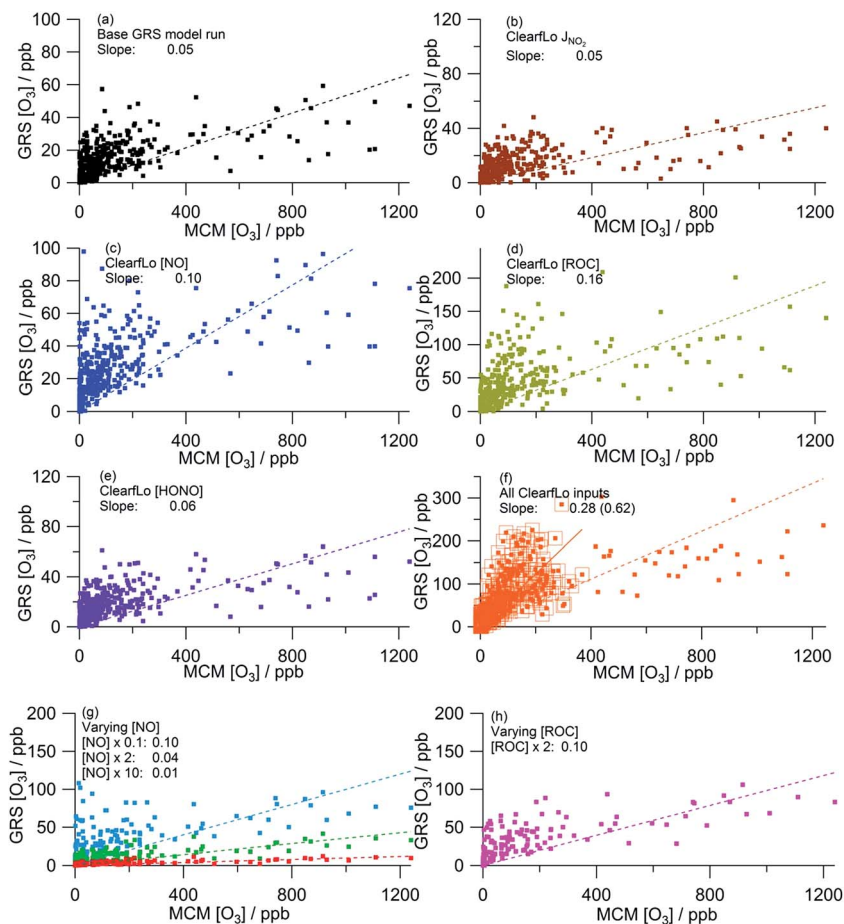 (a)
Base GRS model run
Slope: 0.05
100
80
60
40
20
0
GRS [O3] / ppb
0 400 800 1200
MCM [O3] / ppb
(b)
ClearfLo JNO2
Slope: 0.05
120
80
40
0
GRS [O3] / ppb
0 400 800 1200
MCM [O3] / ppb
(c)
ClearfLo [NO]
Slope: 0.10
100
80
60
40
20
0
GRS [O3] / ppb
0 400 800 1200
MCM [O3] / ppb
(d)
ClearfLo [ROC]
Slope: 0.16
200
150
100
50
0
GRS [O3] / ppb
0 400 800 1200
MCM [O3] / ppb
(e)
ClearfLo [HONO]
Slope: 0.06
120
80
40
0
GRS [O3] / ppb
0 400 800 1200
MCM [O3] / ppb
(f)
All ClearfLo inputs
Slope: 0.28 (0.62)
300
200
100
0
GRS [O3] / ppb
0 400 800 1200
MCM [O3] / ppb
(g)
Varying [NO]
[NO] x 0.1: 0.10
[NO] x 2: 0.04
[NO] x 10: 0.01
200
150
100
50
0
GRS [O3] / ppb
0 200 400 600 800 1000 1200
MCM [O3] / ppb
(h)
Varying [ROC]
[ROC] x 2: 0.10
200
150
100
50
0
GRS [O3] / ppb
0 200 400 600 800 1000 1200
MCM [O3] / ppb